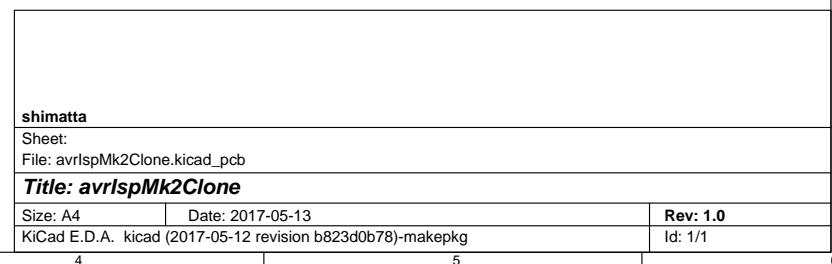 shimatta
Sheet:
File: avrIspMk2Clone.kicad_pcb
Title: avrIspMk2Clone
Size: A4 Date: 2017-05-13 Rev: 1.0
KiCad E.D.A.  kicad (2017-05-12 revision b823d0b78)-makepkg Id: 1/1
4 5